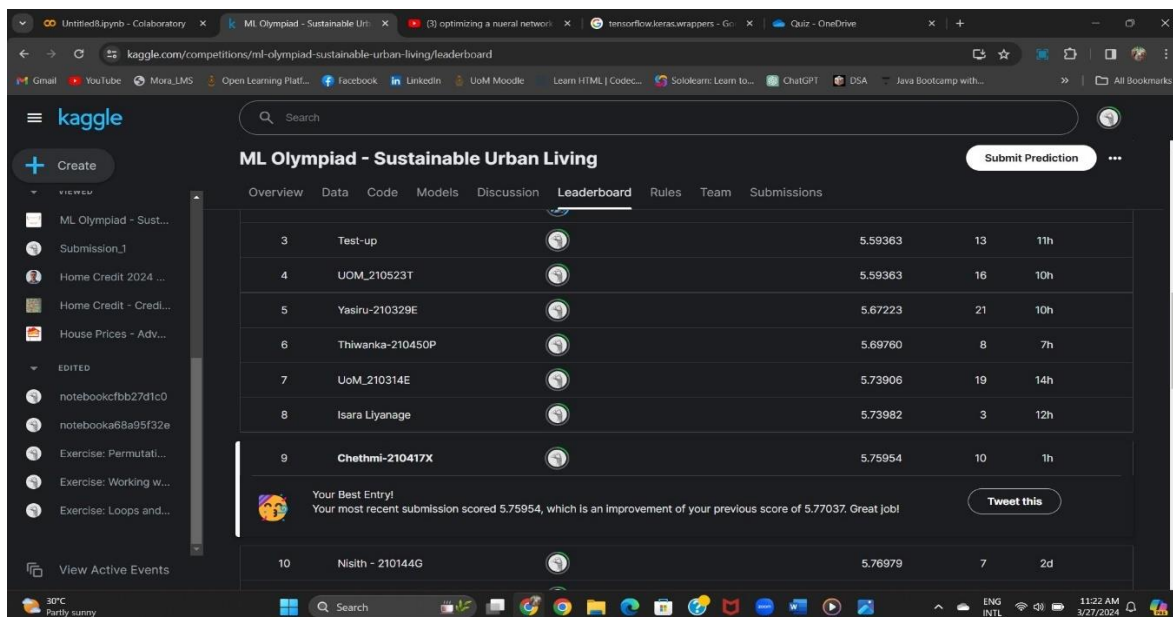 Untitled8.ipynb - Colaboratory
ML Olympiad - Sustainable Urb
(3) optimizing a nueral network
tensorflow.keras.wrappers - Go
Quiz - OneDrive
kaggle.com/competitions/ml-olympiad-sustainable-urban-living/leaderboard
Gmail YouTube Mora_LMS Open Learning Platf... Facebook LinkedIn UoM Moodle Learn HTML | Codec... Sololearn: Learn to... ChatGPT DSA Java Bootcamp with... » All Bookmarks
kaggle
Search
Create
ML Olympiad - Sustainable Urban Living
Submit Prediction
Overview Data Code Models Discussion Leaderboard Rules Team Submissions
VIEWED
ML Olympiad - Sust...
Submission_1
Home Credit 2024 ...
Home Credit - Credi...
House Prices - Adv...
EDITED
notebookcfbb27d1c0
notebooka68a95f32e
Exercise: Permutati...
Exercise: Working w...
Exercise: Loops and...
View Active Events
3 Test-up 5.59363 13 11h
4 UOM_210523T 5.59363 16 10h
5 Yasiru-210329E 5.67223 21 10h
6 Thiwanka-210450P 5.69760 8 7h
7 UoM_210314E 5.73906 19 14h
8 Isara Liyanage 5.73982 3 12h
9 Chethmi-210417X 5.75954 10 1h
Your Best Entry!
Your most recent submission scored 5.75954, which is an improvement of your previous score of 5.77037. Great job!
Tweet this
10 Nisith - 210144G 5.76979 7 2d
30°C
Partly sunny
Search
ENG
INTL
11:22 AM
3/27/2024